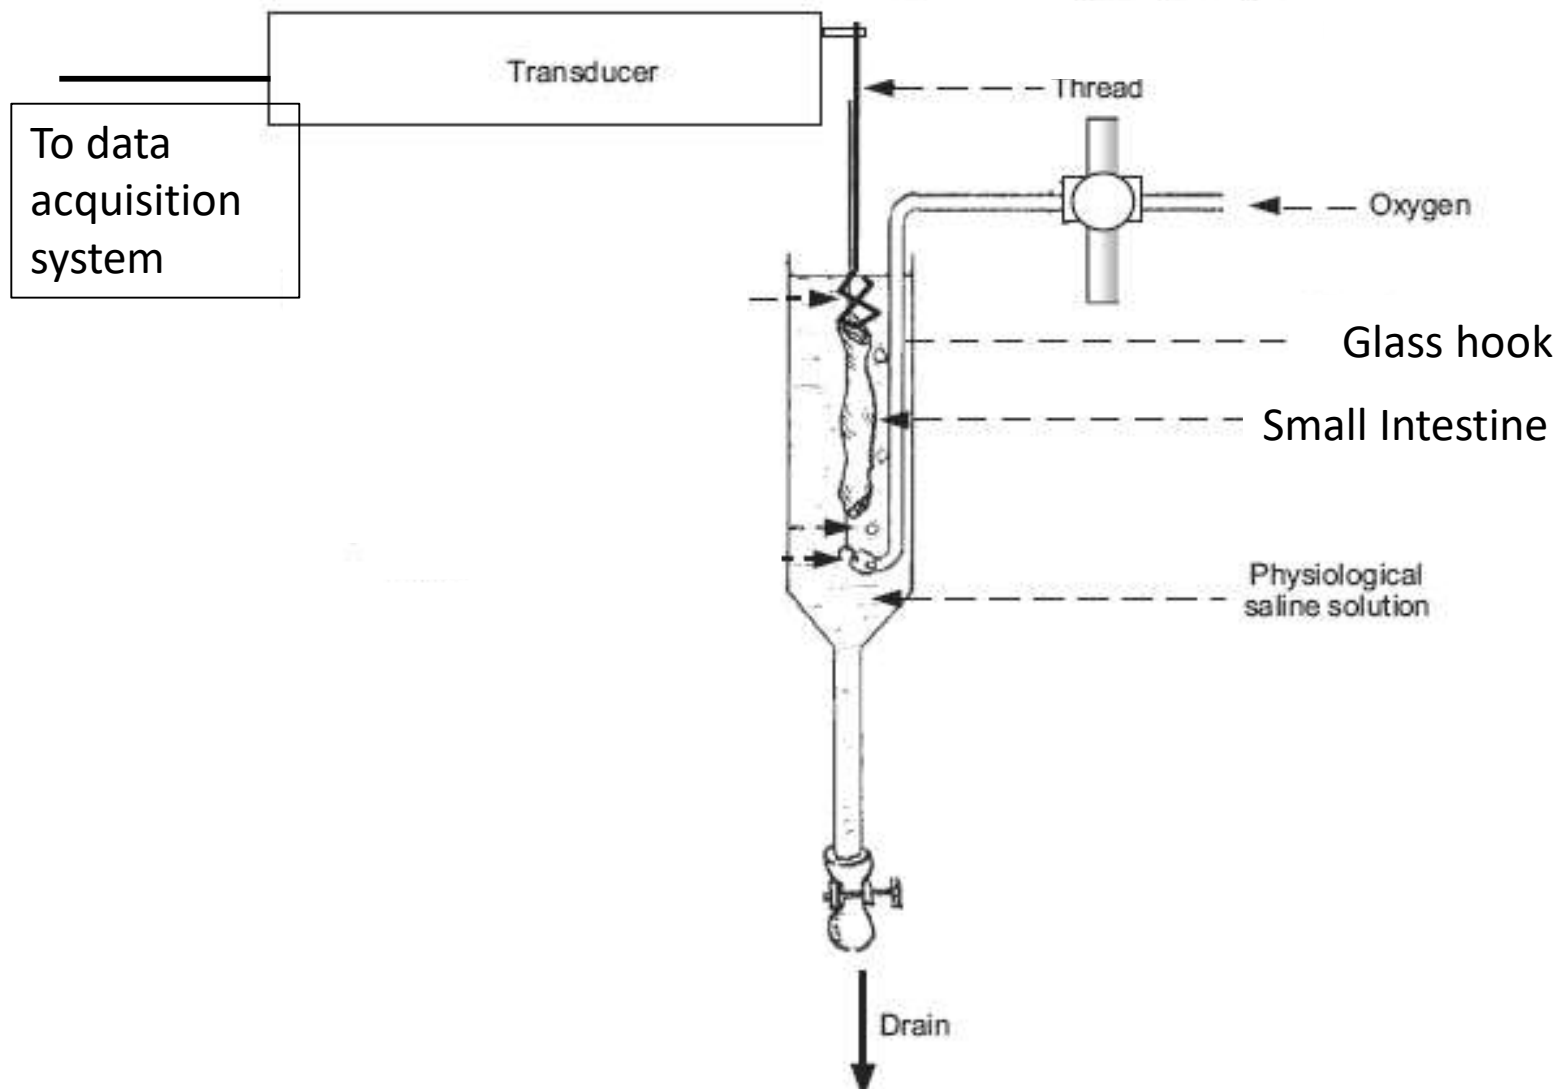 Transducer
Thread
To data
acquisition
system
Oxygen
Glass hook
Small Intestine
Physiological
saline solution
Drain